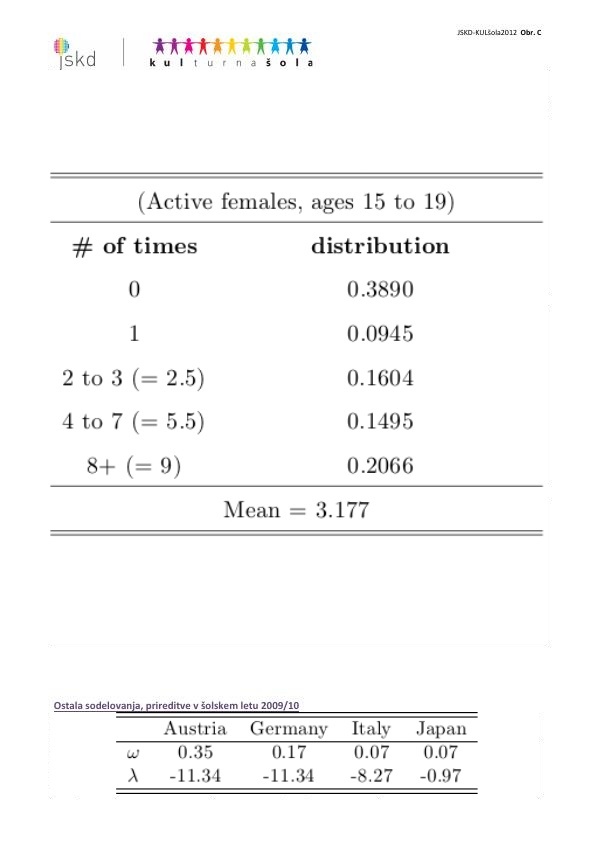 JSKD-KULšola2012 Obr. C
jskd
kulturnašola
(Active females, ages 15 to 19)
# of times distribution
0 0.3890
1 0.0945
2 to 3 (= 2.5) 0.1604
4 to 7 (= 5.5) 0.1495
8+ (= 9) 0.2066
Mean = 3.177
Ostala sodelovanja, prireditve v šolskem letu 2009/10
Austria Germany Italy Japan
ω 0.35 0.17 0.07 0.07
λ -11.34 -11.34 -8.27 -0.97